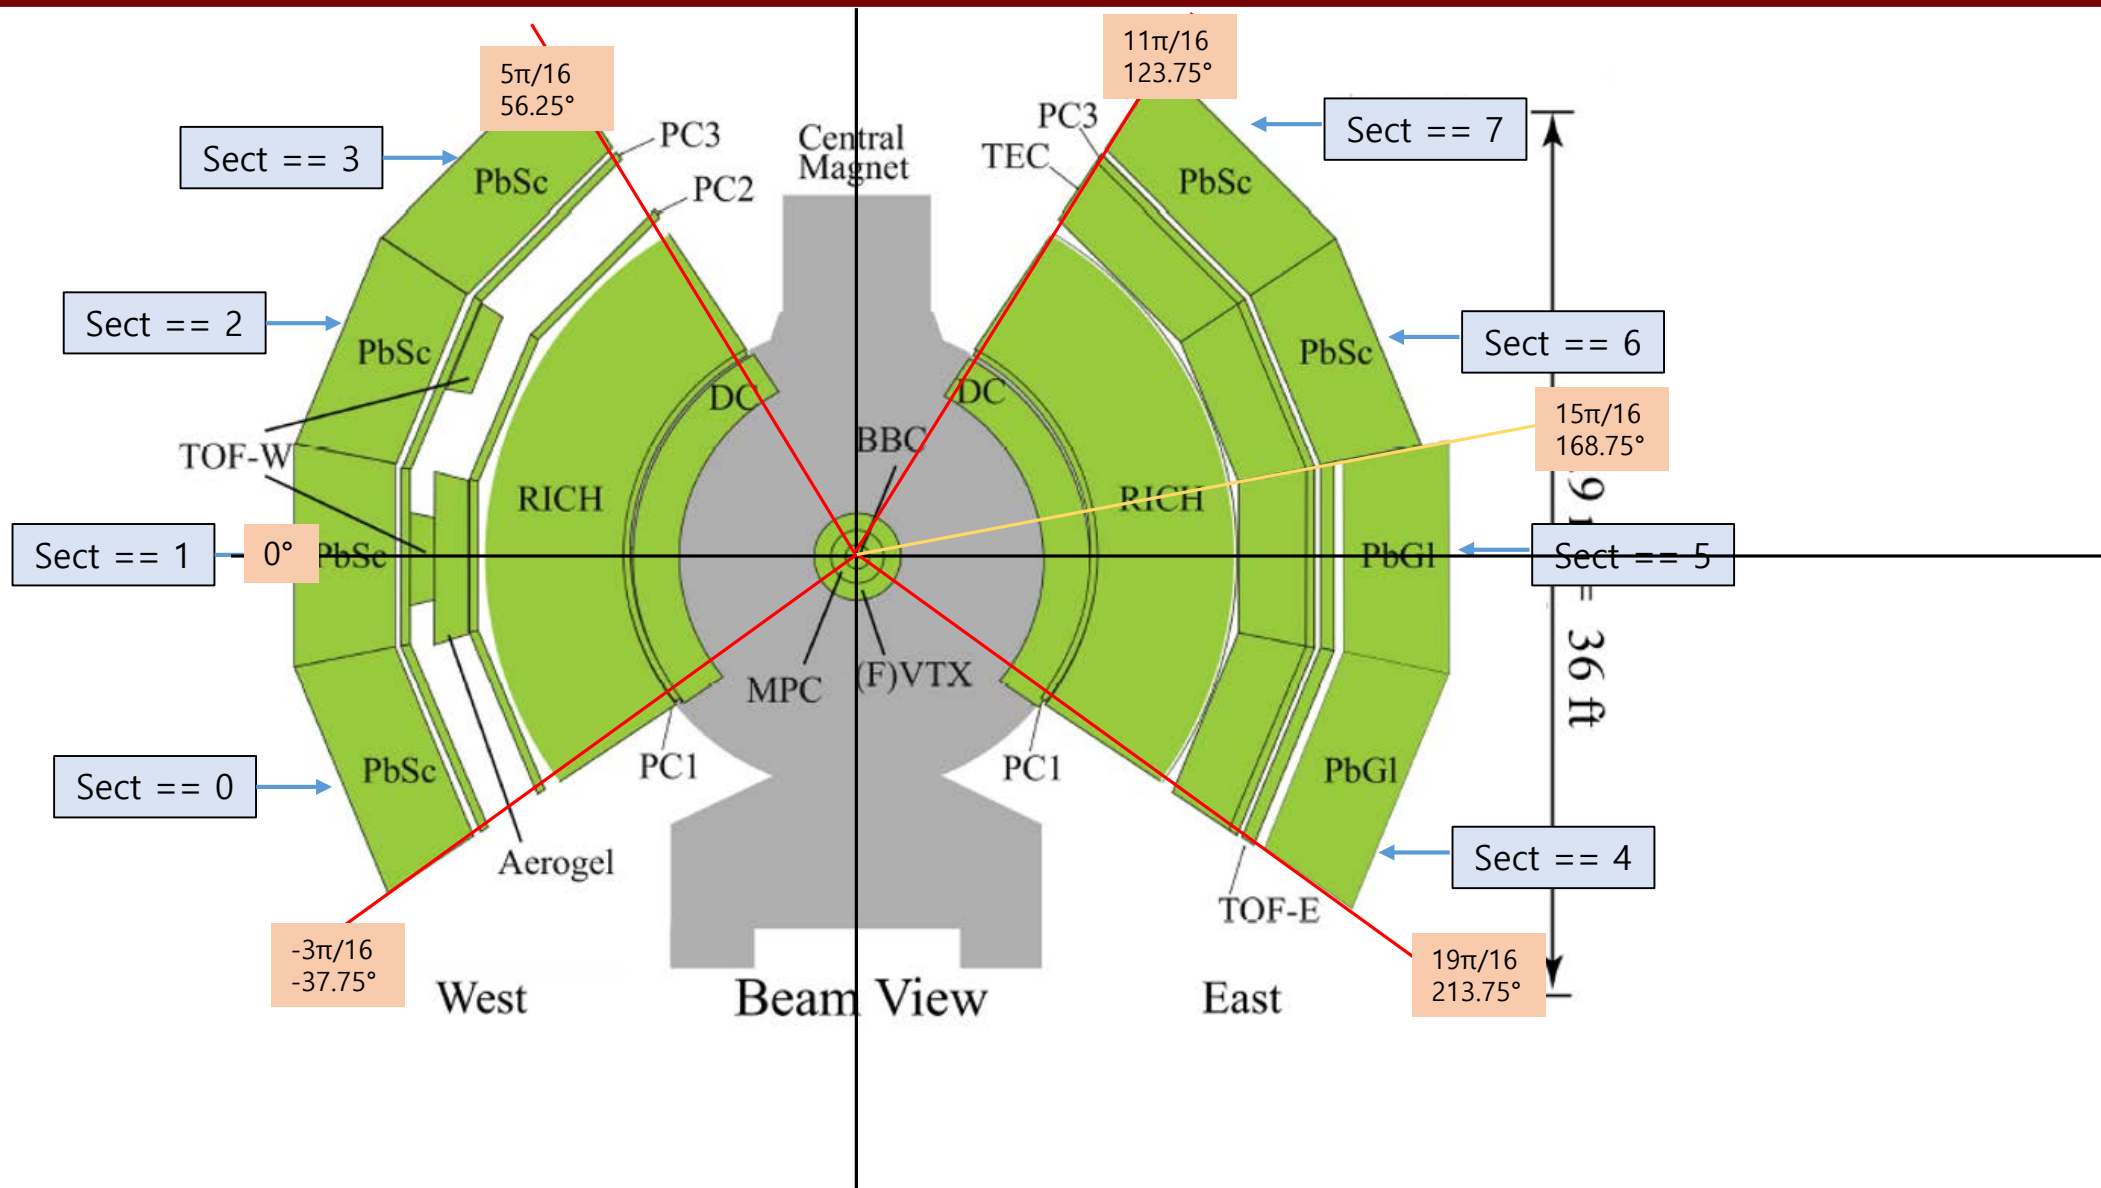 5π/16
56.25°
11π/16
123.75°
Sect == 3
PbSc
PC3
PC2
Central
Magnet
PC3
TEC
PbSc
Sect == 7
Sect == 2
PbSc
PbSc
Sect == 6
DC
DC
15π/16
168.75°
TOF-W
BBC
RICH
RICH
Sect == 1
0°
PbSc
PbGl
Sect == 5
= 36 ft
MPC
(F)VTX
Sect == 0
PbSc
PC1
PC1
PbGl
Aerogel
Sect == 4
TOF-E
-3π/16
-37.75°
19π/16
213.75°
West
Beam View
East